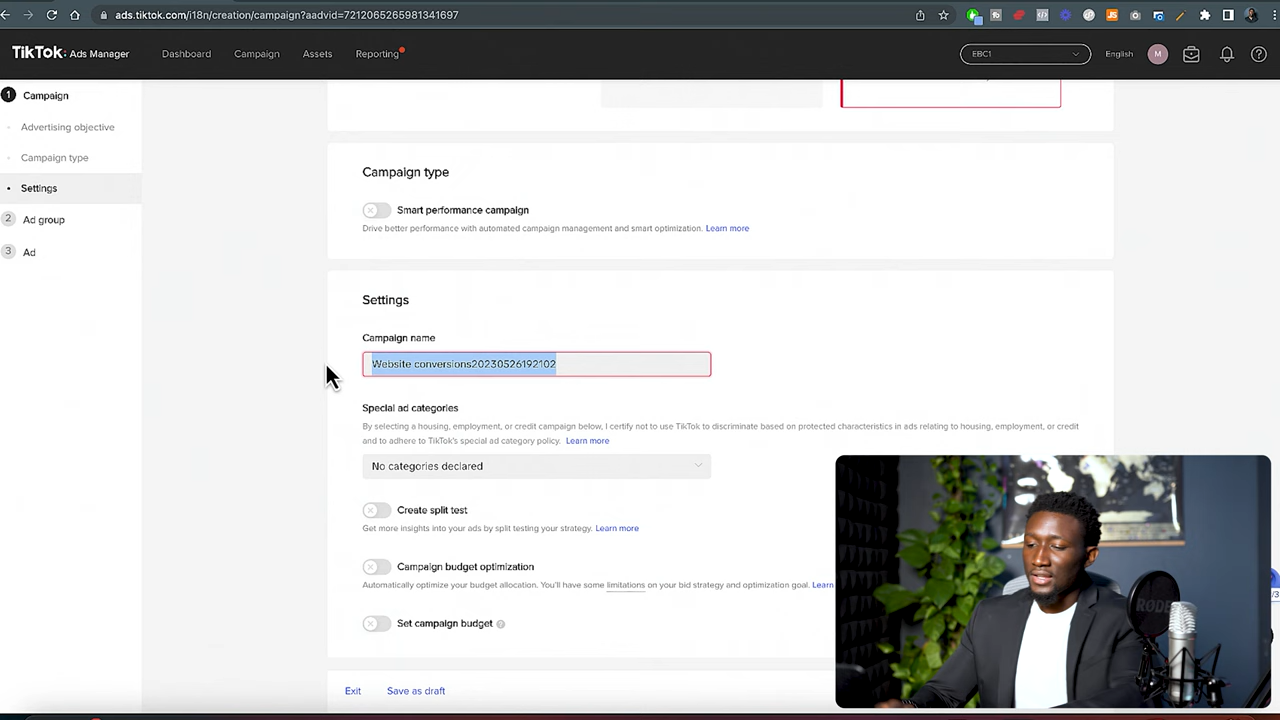 ads.tiktok.com/i18n/creation/campaign?aadvid=7212065265981341697
TikTok: Ads Manager
Dashboard
Campaign
Assets
Reporting
EBC1
English
M
1 Campaign
Advertising objective
Campaign type
Settings
2 Ad group
3 Ad
Campaign type
Smart performance campaign
Drive better performance with automated campaign management and smart optimization. Learn more
Settings
Campaign name
Website conversions20230526192102
Special ad categories
By selecting a housing, employment, or credit campaign below, I certify not to use TikTok to discriminate based on protected characteristics in ads relating to housing, employment, or credit
and to adhere to TikTok's special ad category policy. Learn more
No categories declared
Create split test
Get more insights into your ads by split testing your strategy. Learn more
Campaign budget optimization
Automatically optimize your budget allocation. You'll have some limitations on your bid strategy and optimization goal. Learn
Set campaign budget ?
Exit
Save as draft
RODE
/3